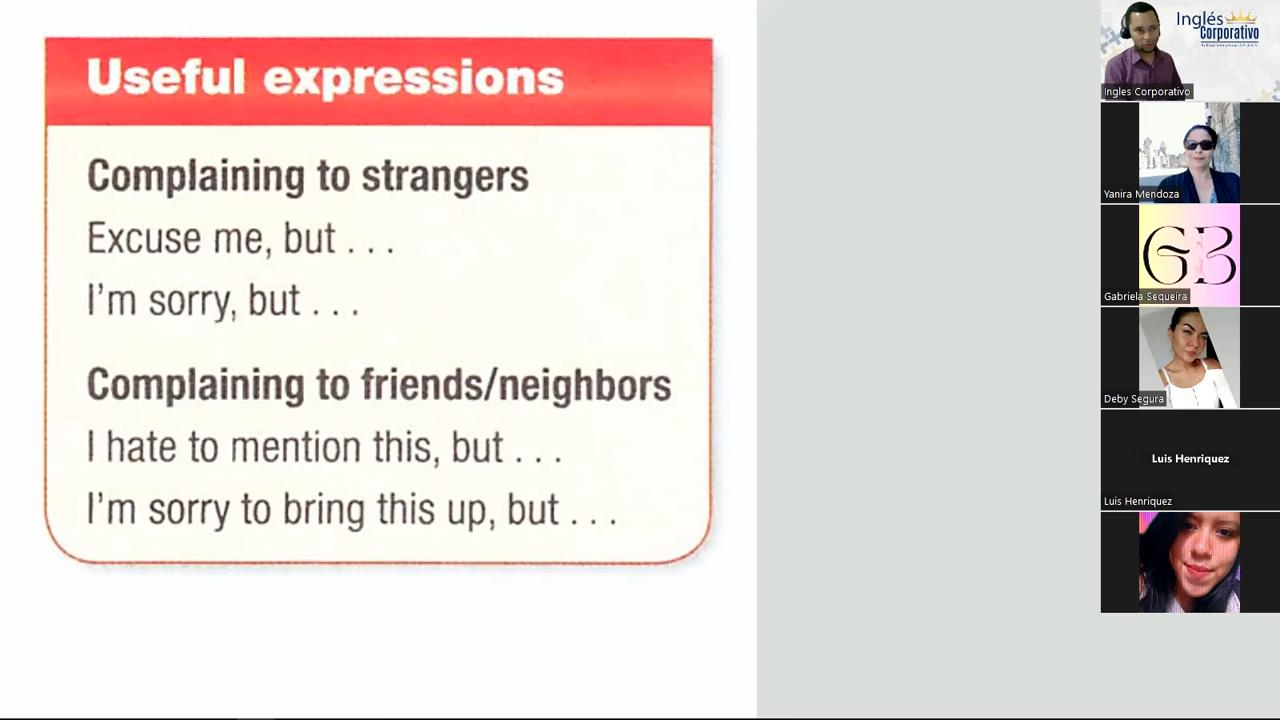 Useful expressions
Complaining to strangers
Excuse me, but . . .
I'm sorry, but . . .
Complaining to friends/neighbors
I hate to mention this, but . . .
I'm sorry to bring this up, but . . .
Inglés
Corporativo
Ingles Corporativo
Yanira Mendoza
GB
Gabriela Sequeira
Deby Segura
Luis Henriquez
Luis Henriquez